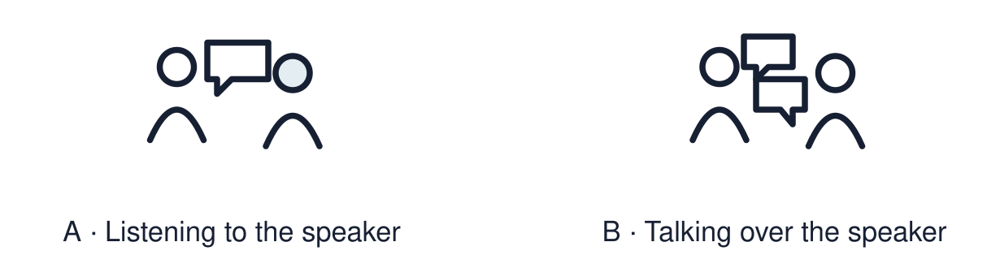 A · Listening to the speaker
B · Talking over the speaker